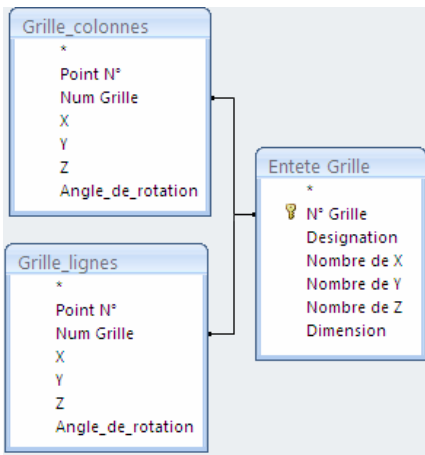 Grille_colonnes
*
Point N°
Num Grille
X
Y
Z
Angle_de_rotation
Grille_lignes
*
Point N°
Num Grille
X
Y
Z
Angle_de_rotation
Entete Grille
*
N° Grille
Designation
Nombre de X
Nombre de Y
Nombre de Z
Dimension